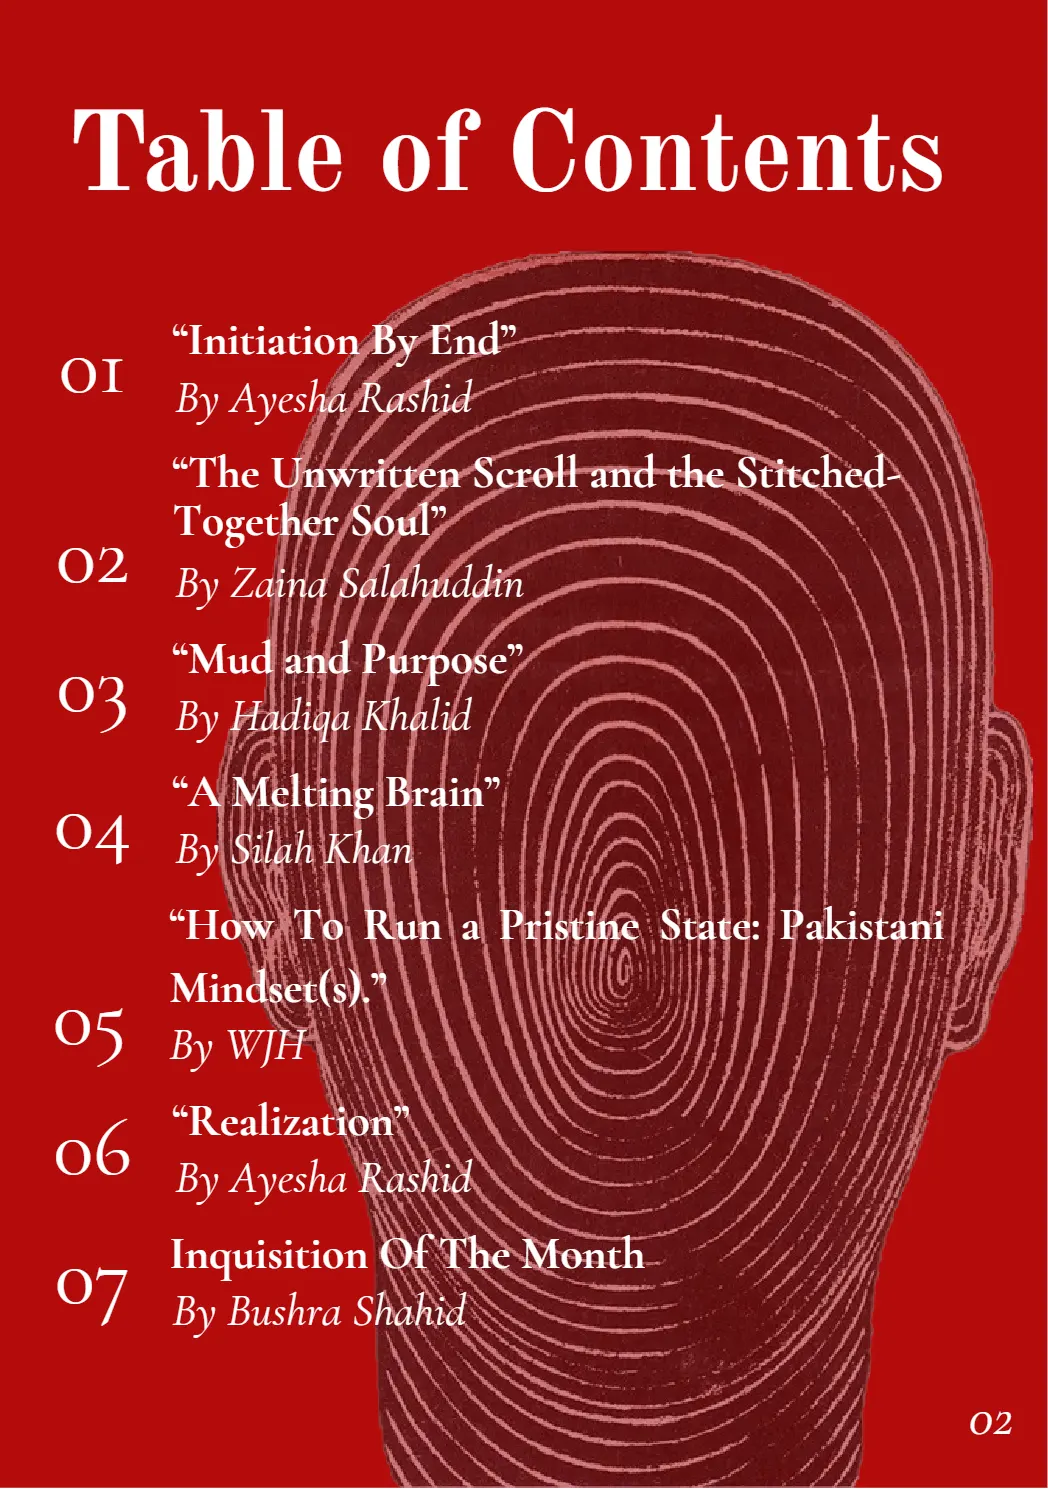 Table of Contents
01
“Initiation By End”
By Ayesha Rashid
02
“The Unwritten Scroll and the Stitched-
Together Soul”
By Zaina Salahuddin
03
“Mud and Purpose”
By Hadiqa Khalid
04
“A Melting Brain”
By Silah Khan
05
“How To Run a Pristine State: Pakistani
Mindset(s).”
By WJH
06
“Realization”
By Ayesha Rashid
07
Inquisition Of The Month
By Bushra Shahid
02